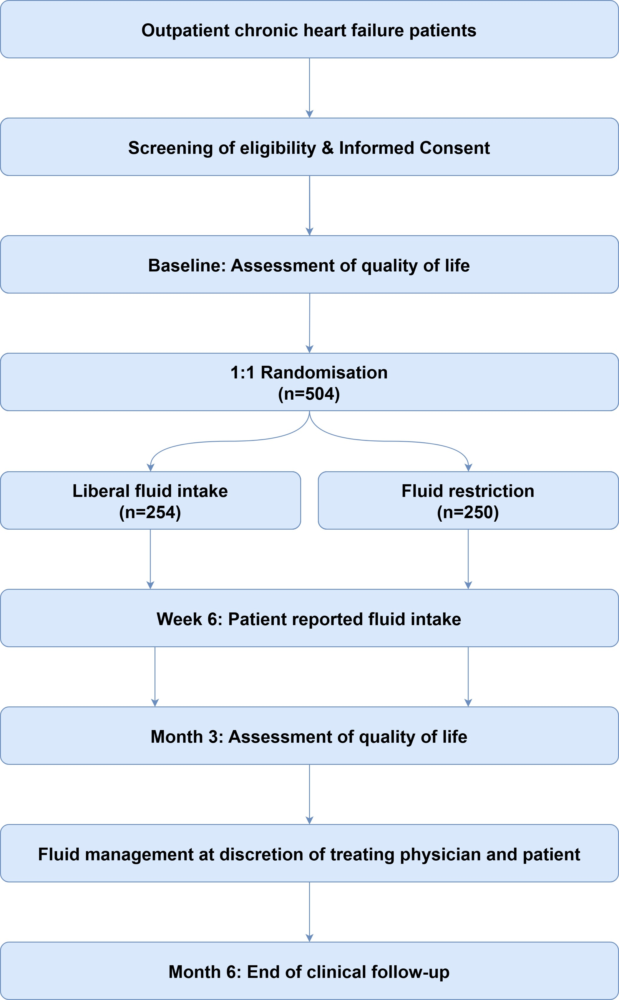 Outpatient chronic heart failure patients
Screening of eligibility & Informed Consent
Baseline: Assessment of quality of life
1:1 Randomisation
(n=504)
Liberal fluid intake
(n=254)
Fluid restriction
(n=250)
Week 6: Patient reported fluid intake
Month 3: Assessment of quality of life
Fluid management at discretion of treating physician and patient
Month 6: End of clinical follow-up